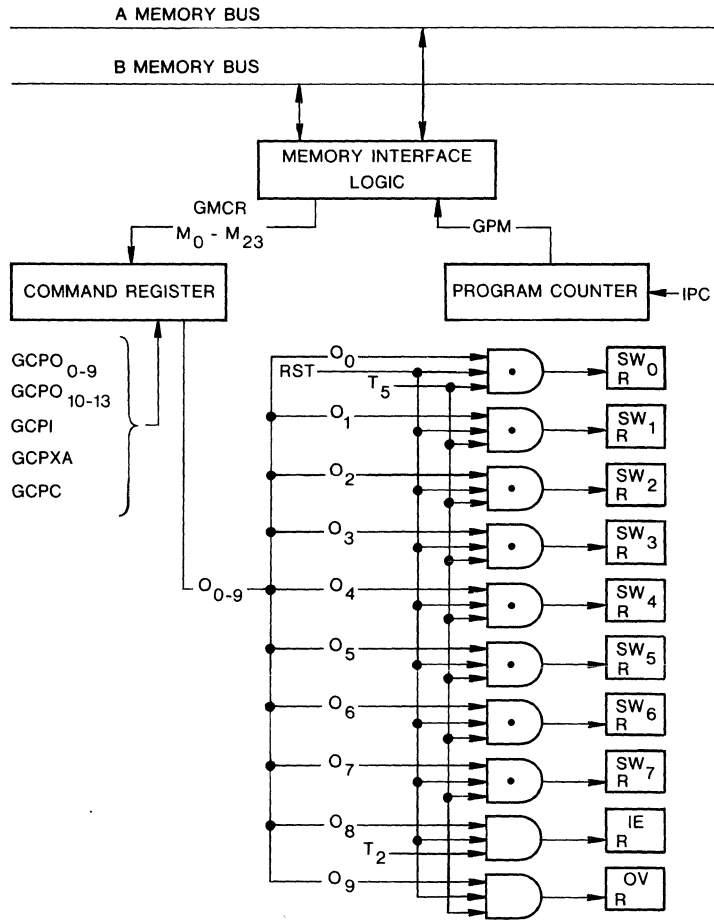 A MEMORY BUS
B MEMORY BUS
MEMORY INTERFACE
LOGIC
GMCR
M0 - M23
GPM
COMMAND REGISTER
PROGRAM COUNTER
IPC
GCPO0-9
GCPO10-13
GCPI
GCPXA
GCPC
O0-9
RST
T5
T2
O0
SW0
R
O1
SW1
R
O2
SW2
R
O3
SW3
R
O4
SW4
R
O5
SW5
R
O6
SW6
R
O7
SW7
R
O8
IE
R
O9
OV
R